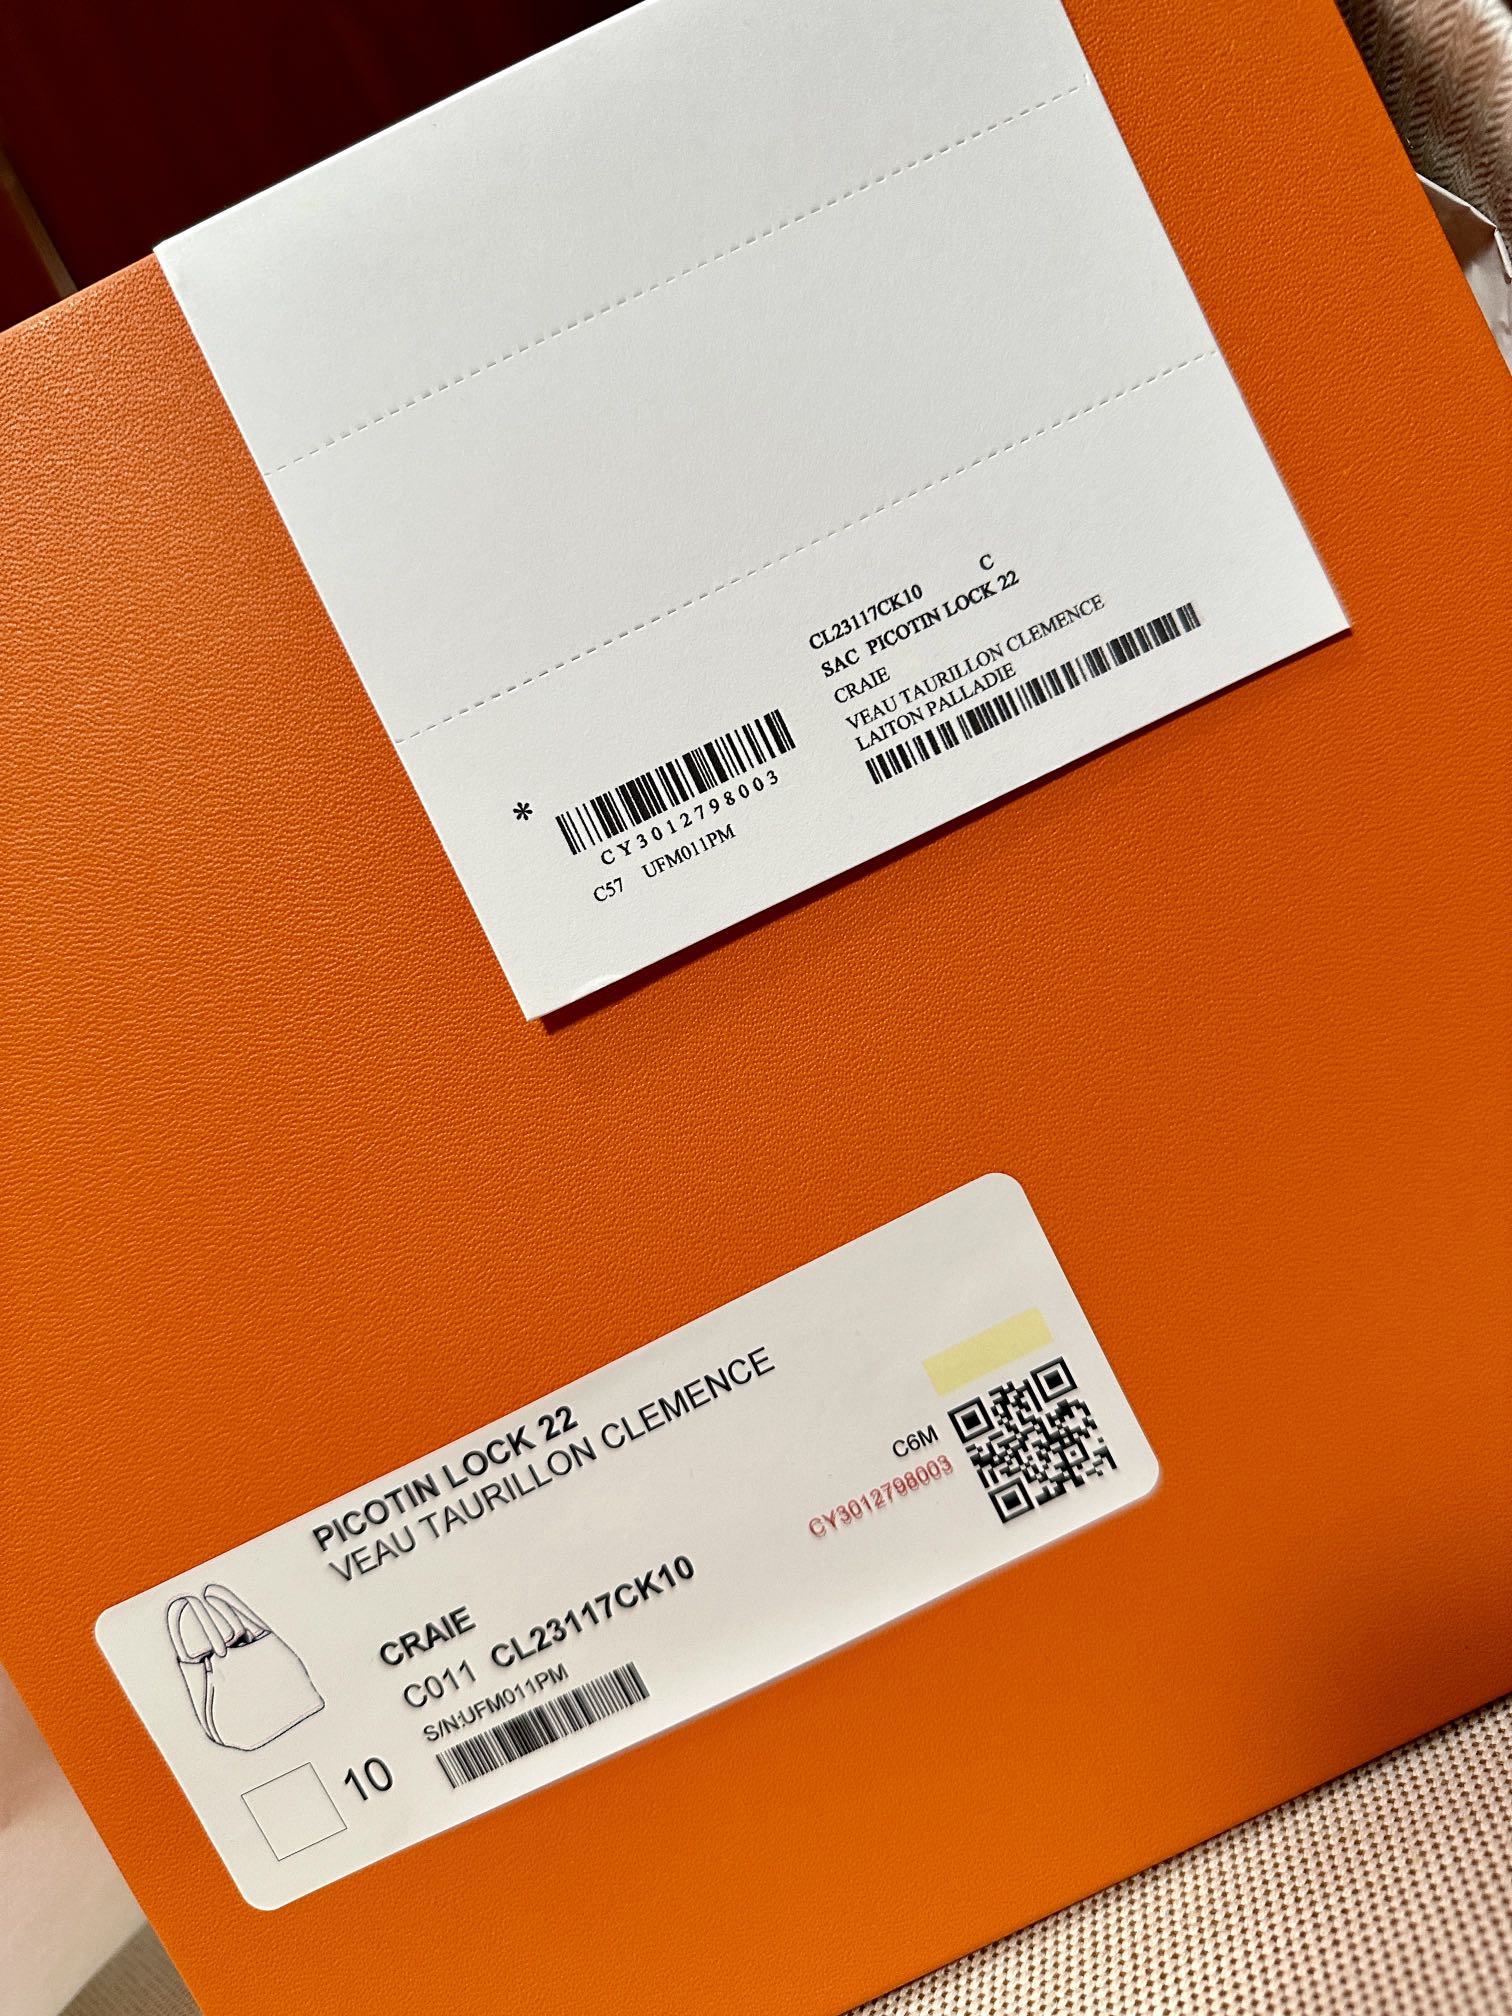 CL23117CK10 C
SAC PICOTIN LOCK 22
CRAIE
VEAU TAURILLON CLEMENCE
LAITON PALLADIE
*
CY3012798003
C57 UFM011PM
PICOTIN LOCK 22
VEAU TAURILLON CLEMENCE
C6M
CY3012798003
CRAIE
C011 CL23117CK10
S/N:UFM011PM
10